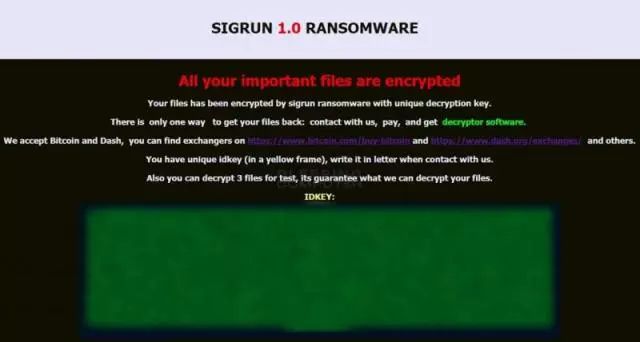 SIGRUN 1.0 RANSOMWARE
All your important files are encrypted
Your files has been encrypted by sigrun ransomware with unique decryption key.
There is only one way to get your files back: contact with us, pay, and get decryptor software.
We accept Bitcoin and Dash, you can find exchangers on https://www.bitcoin.com/buy-bitcoin and https://www.dash.org/exchanges/ and others.
You have unique idkey (in a yellow frame), write it in letter when contact with us.
Also you can decrypt 3 files for test, its guarantee what we can decrypt your files.
BLEEPING
COMPUTER
IDKEY: